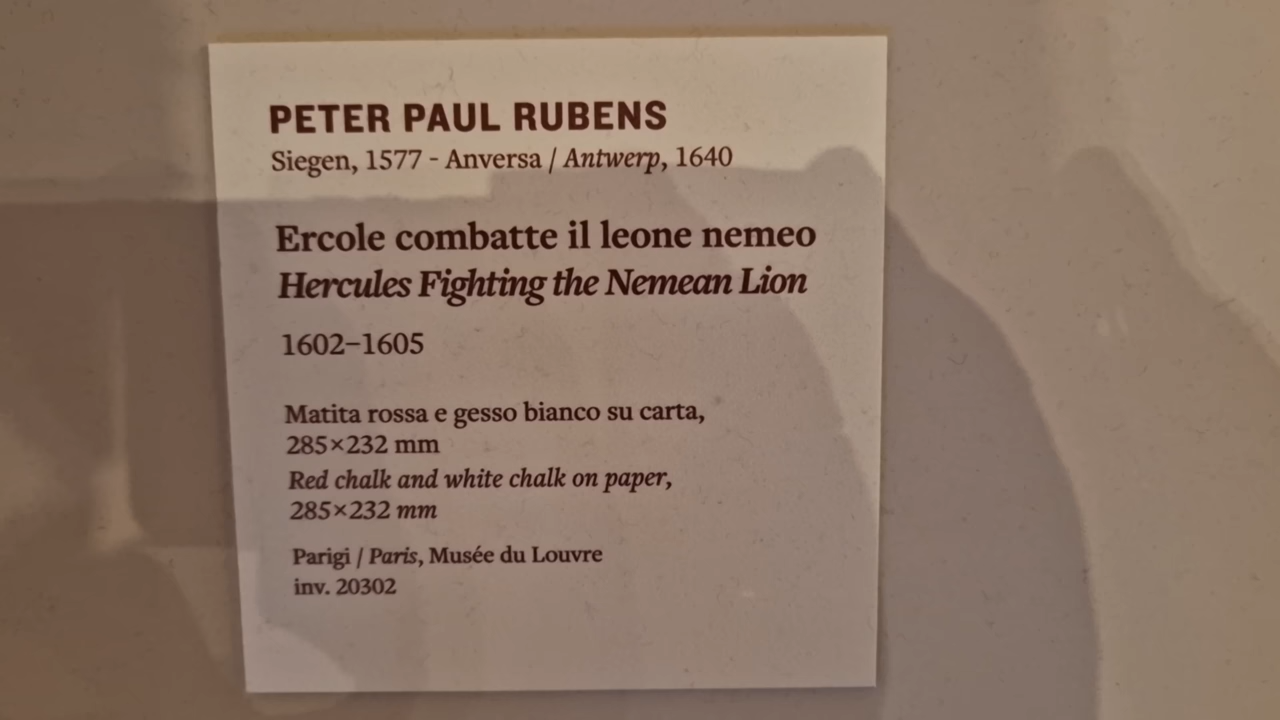 PETER PAUL RUBENS
Siegen, 1577 - Anversa / Antwerp, 1640
Ercole combatte il leone nemeo
Hercules Fighting the Nemean Lion
1602–1605
Matita rossa e gesso bianco su carta,
285×232 mm
Red chalk and white chalk on paper,
285×232 mm
Parigi / Paris, Musée du Louvre
inv. 20302